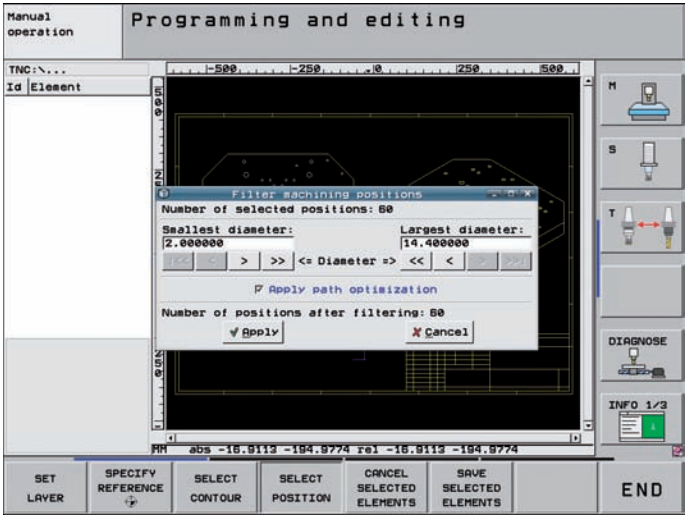 Manual
operation
Programming and editing
TNC:\...
-500 -250 0 250 500
Id Element
M
S
T
Filter machining positions
Number of selected positions: 60
Smallest diameter: Largest diameter:
2.000000 14.400000
|<< < > >> <= Diameter => << < > >>|
Apply path optimization
Number of positions after filtering: 60
Apply Cancel
DIAGNOSE
INFO 1/3
MM abs -16.9113 -194.9774 rel -16.9113 -194.9774
SET
LAYER
SPECIFY
REFERENCE
SELECT
CONTOUR
SELECT
POSITION
CANCEL
SELECTED
ELEMENTS
SAVE
SELECTED
ELEMENTS
END